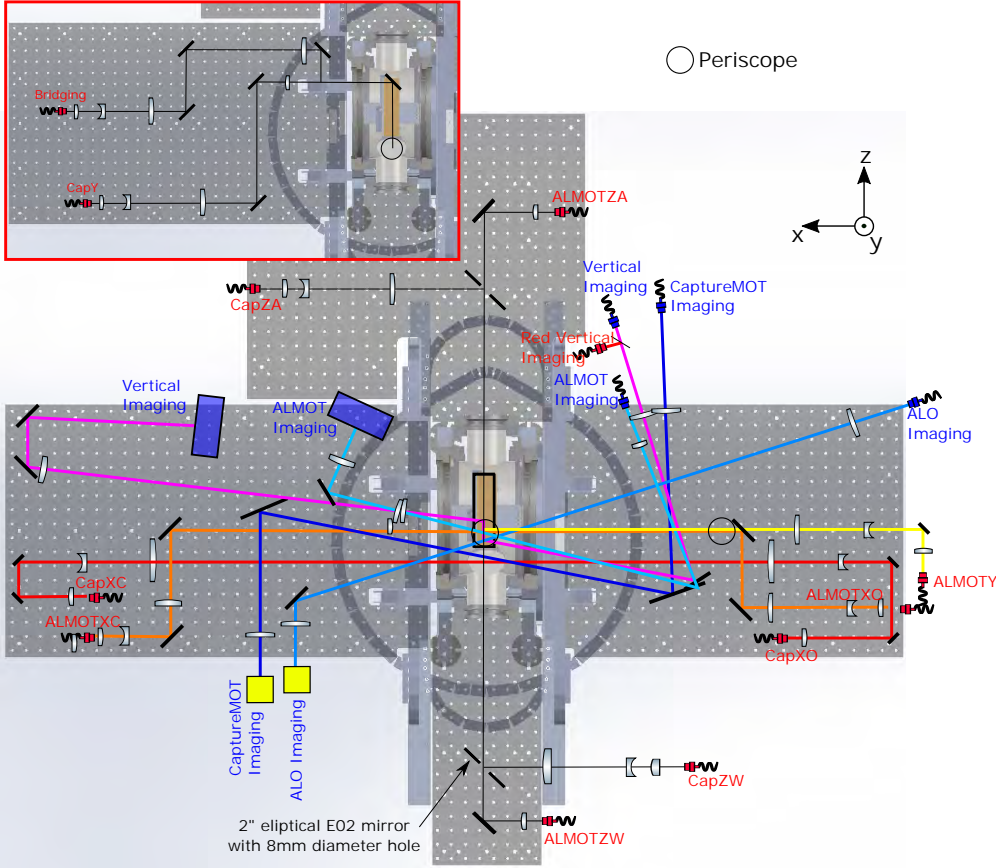 Bridging
CapY
Periscope
z
x
y
ALMOTZA
CapZA
Vertical
Imaging
CaptureMOT
Imaging
Red Vertical
Imaging
ALMOT
Imaging
Vertical
Imaging
ALMOT
Imaging
ALO
Imaging
CapXC
ALMOTXC
ALMOTY
ALMOTXO
CapXO
CaptureMOT
Imaging
ALO Imaging
CapZW
2" eliptical E02 mirror
with 8mm diameter hole
ALMOTZW